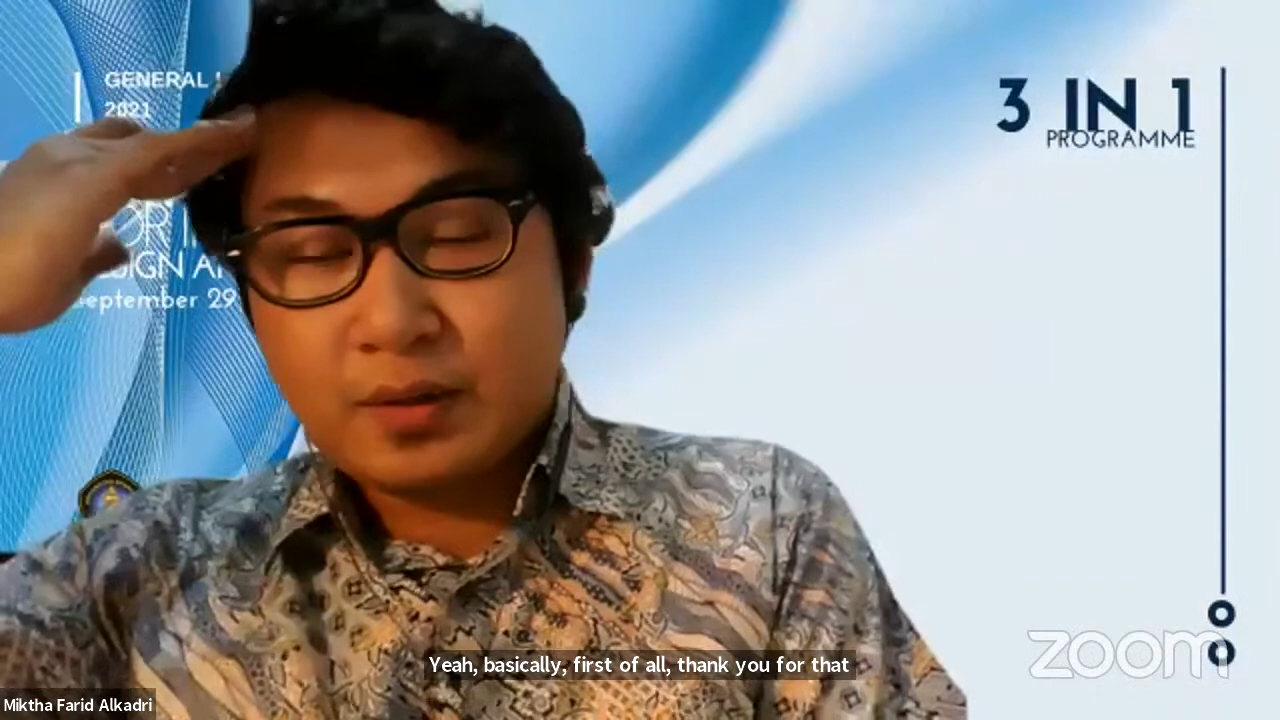 GENERAL
2021
3 IN 1
PROGRAMME
September 29
Yeah, basically, first of all, thank you for that
zoom
Miktha Farid Alkadri